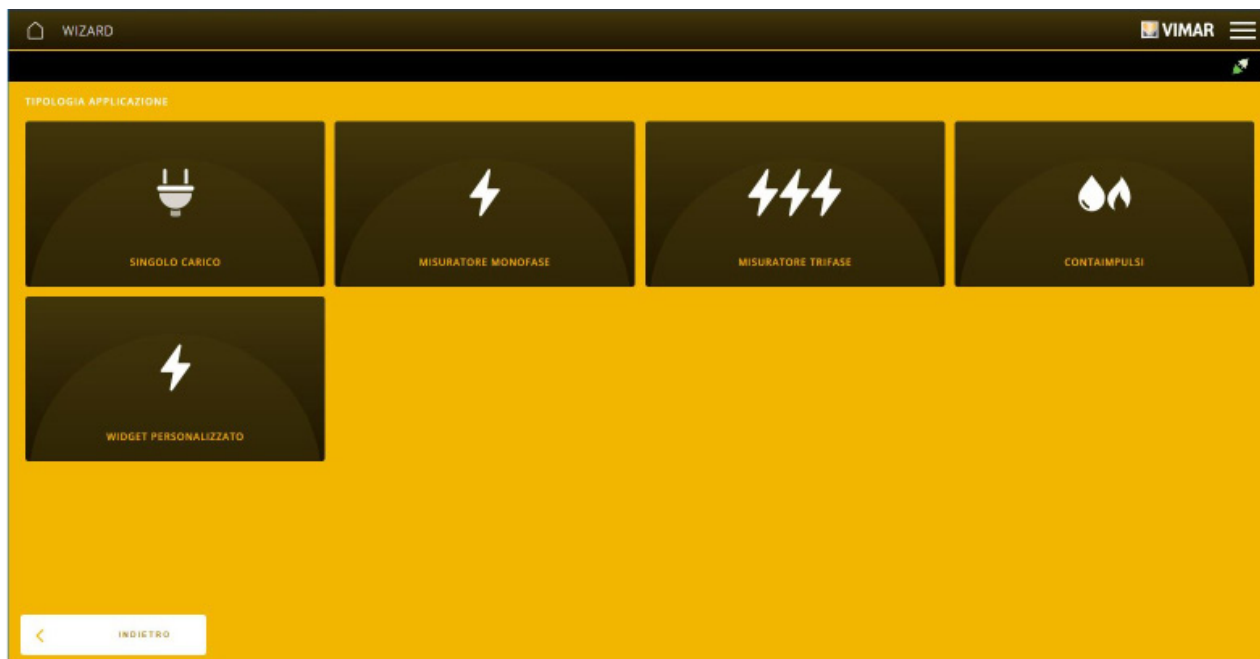 WIZARD
VIMAR
TIPOLOGIA APPLICAZIONE
SINGOLO CARICO
MISURATORE MONOFASE
MISURATORE TRIFASE
CONTAIMPULSI
WIDGET PERSONALIZZATO
INDIETRO